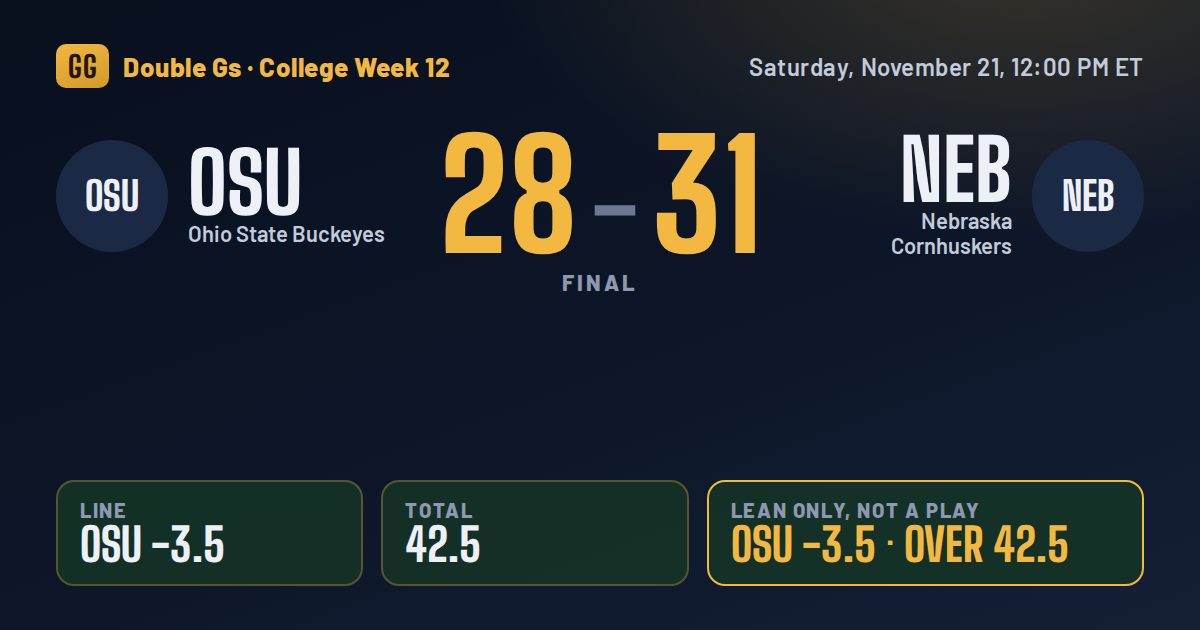 GG Double Gs · College Week 12
Saturday, November 21, 12:00 PM ET
OSU
OSU
Ohio State Buckeyes
28 – 31
FINAL
NEB
Nebraska
Cornhuskers
NEB
LINE
OSU -3.5
TOTAL
42.5
LEAN ONLY, NOT A PLAY
OSU -3.5 · OVER 42.5